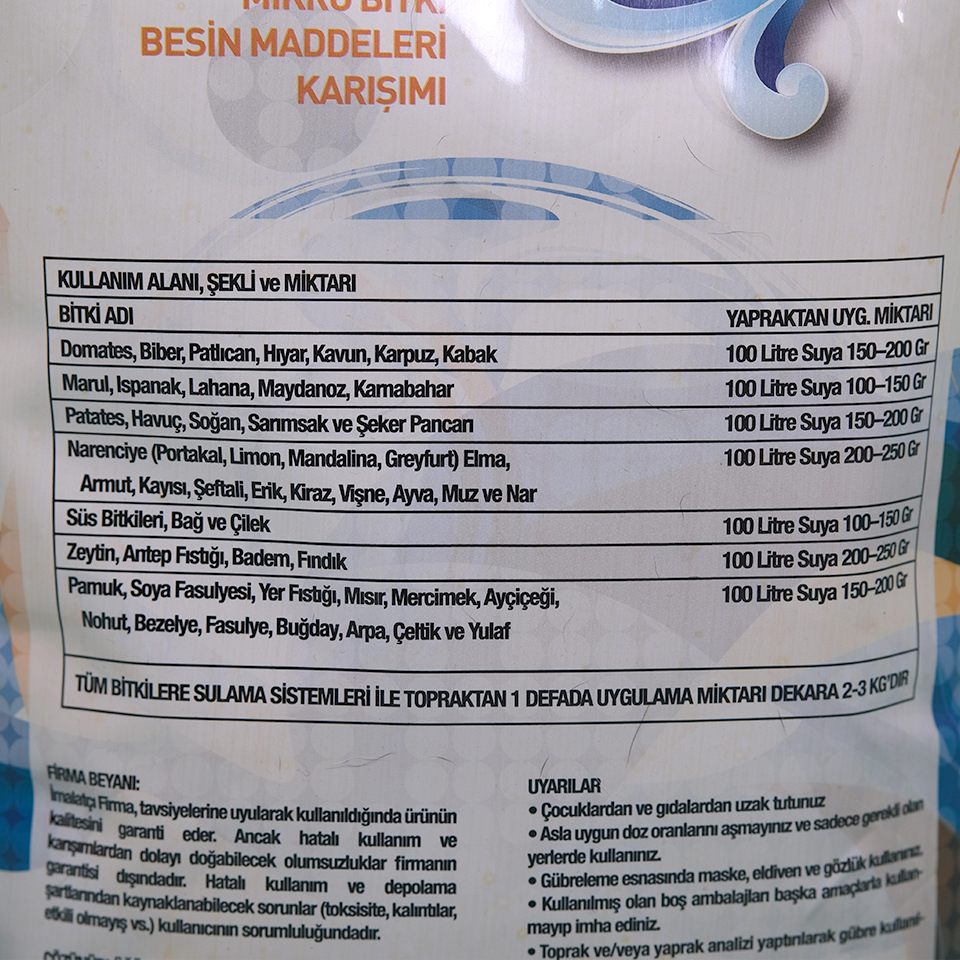 MİKRO BİTKİ
BESİN MADDELERİ
KARIŞIMI
KULLANIM ALANI, ŞEKLİ ve MİKTARI
BİTKİ ADI YAPRAKTAN UYG. MİKTARI
Domates, Biber, Patlıcan, Hıyar, Kavun, Karpuz, Kabak 100 Litre Suya 150–200 Gr
Marul, Ispanak, Lahana, Maydanoz, Karnabahar 100 Litre Suya 100–150 Gr
Patates, Havuç, Soğan, Sarımsak ve Şeker Pancarı 100 Litre Suya 150–200 Gr
Narenciye (Portakal, Limon, Mandalina, Greyfurt) Elma, 100 Litre Suya 200–250 Gr
Armut, Kayısı, Şeftali, Erik, Kiraz, Vişne, Ayva, Muz ve Nar
Süs Bitkileri, Bağ ve Çilek 100 Litre Suya 100–150 Gr
Zeytin, Antep Fıstığı, Badem, Fındık 100 Litre Suya 200–250 Gr
Pamuk, Soya Fasulyesi, Yer Fıstığı, Mısır, Mercimek, Ayçiçeği, 100 Litre Suya 150–200 Gr
Nohut, Bezelye, Fasulye, Buğday, Arpa, Çeltik ve Yulaf
TÜM BİTKİLERE SULAMA SİSTEMLERİ İLE TOPRAKTAN 1 DEFADA UYGULAMA MİKTARI DEKARA 2-3 KG'DIR
FİRMA BEYANI:
İmalatçı Firma, tavsiyelerine uyularak kullanıldığında ürünün
kalitesini garanti eder. Ancak hatalı kullanım ve
karışımlardan dolayı doğabilecek olumsuzluklar firmanın
garantisi dışındadır. Hatalı kullanım ve depolama
şartlarından kaynaklanabilecek sorunlar (toksisite, kalıntılar,
etkili olmayış vs.) kullanıcının sorumluluğundadır.
UYARILAR
• Çocuklardan ve gıdalardan uzak tutunuz
• Asla uygun doz oranlarını aşmayınız ve sadece gerekli olan
yerlerde kullanınız.
• Gübreleme esnasında maske, eldiven ve gözlük kullanınız.
• Kullanılmış olan boş ambalajları başka amaçlarla kullan-
mayıp imha ediniz.
• Toprak ve/veya yaprak analizi yaptırılarak gübre kullanıl-